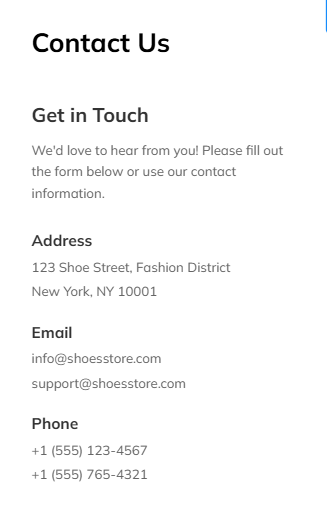 Contact Us
Get in Touch
We'd love to hear from you! Please fill out
the form below or use our contact
information.
Address
123 Shoe Street, Fashion District
New York, NY 10001
Email
info@shoesstore.com
support@shoesstore.com
Phone
+1 (555) 123-4567
+1 (555) 765-4321